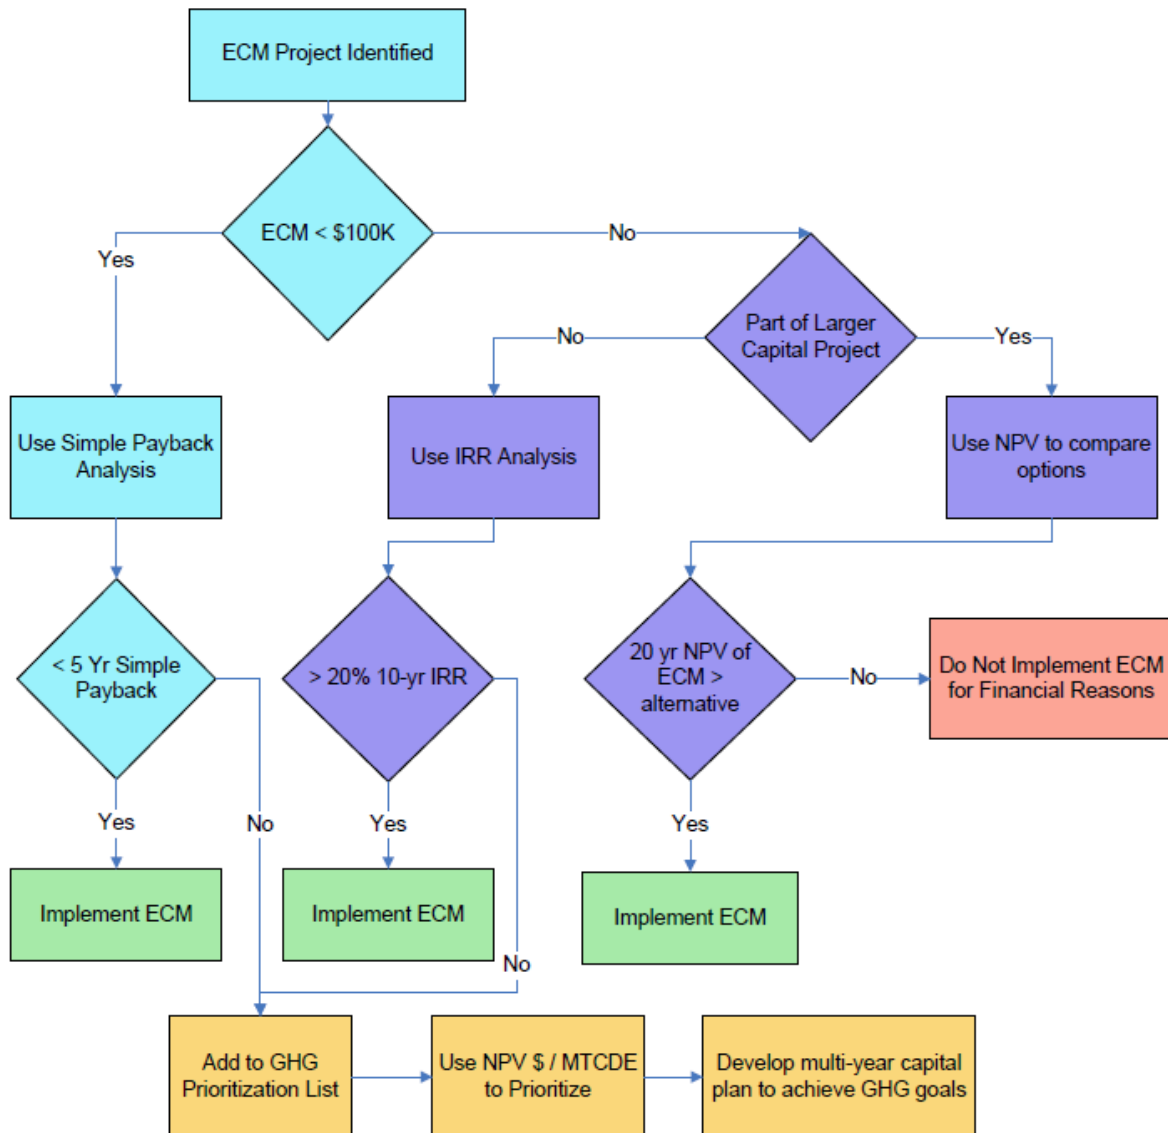 ECM Project Identified
ECM < $100K
No
Yes
Part of Larger
Capital Project
No
Yes
Use Simple Payback
Analysis
Use IRR Analysis
Use NPV to compare
options
< 5 Yr Simple
Payback
> 20% 10-yr IRR
20 yr NPV of
ECM >
alternative
No
Do Not Implement ECM
for Financial Reasons
Yes
No
Yes
Yes
Implement ECM
Implement ECM
Implement ECM
No
Add to GHG
Prioritization List
Use NPV $ / MTCDE
to Prioritize
Develop multi-year capital
plan to achieve GHG goals